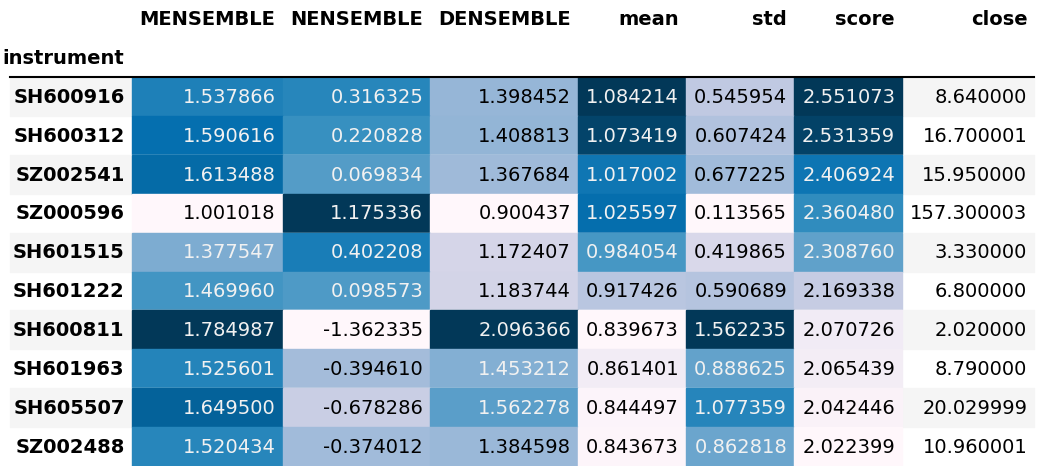 MENSEMBLE NENSEMBLE DENSEMBLE mean std score close
instrument
SH600916 1.537866 0.316325 1.398452 1.084214 0.545954 2.551073 8.640000
SH600312 1.590616 0.220828 1.408813 1.073419 0.607424 2.531359 16.700001
SZ002541 1.613488 0.069834 1.367684 1.017002 0.677225 2.406924 15.950000
SZ000596 1.001018 1.175336 0.900437 1.025597 0.113565 2.360480 157.300003
SH601515 1.377547 0.402208 1.172407 0.984054 0.419865 2.308760 3.330000
SH601222 1.469960 0.098573 1.183744 0.917426 0.590689 2.169338 6.800000
SH600811 1.784987 -1.362335 2.096366 0.839673 1.562235 2.070726 2.020000
SH601963 1.525601 -0.394610 1.453212 0.861401 0.888625 2.065439 8.790000
SH605507 1.649500 -0.678286 1.562278 0.844497 1.077359 2.042446 20.029999
SZ002488 1.520434 -0.374012 1.384598 0.843673 0.862818 2.022399 10.960001